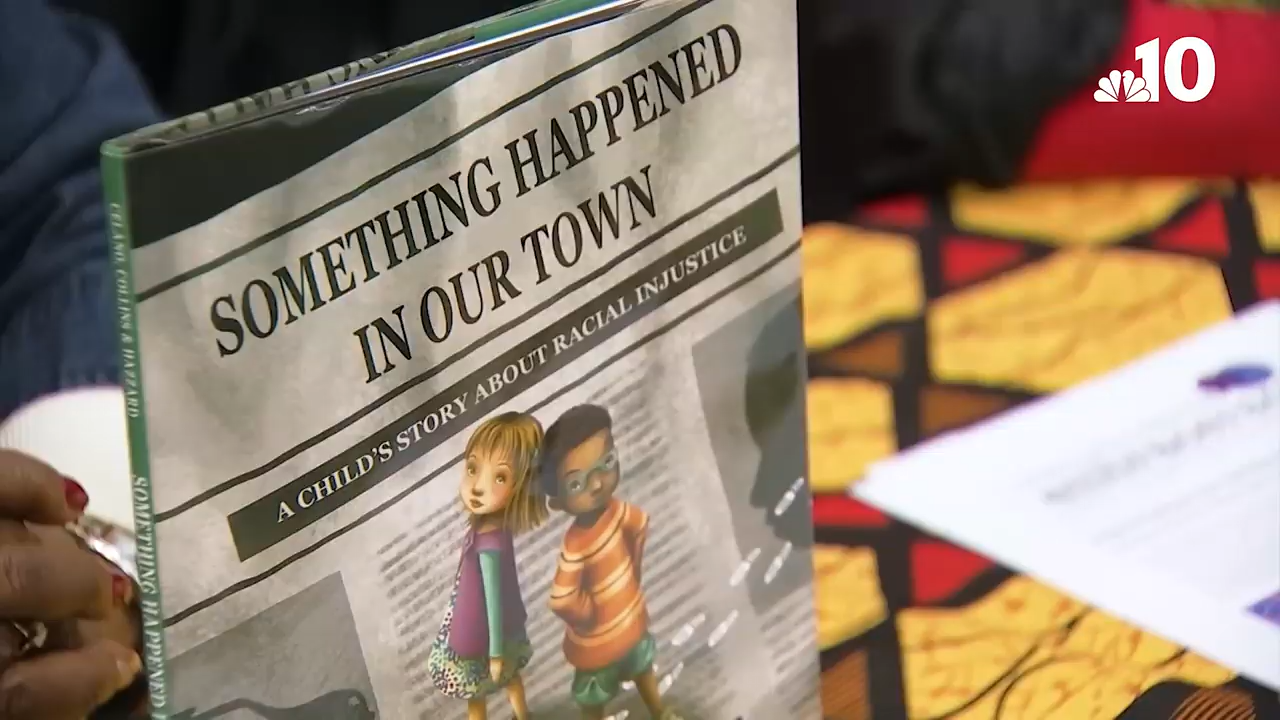 10
SOMETHING HAPPENED
IN OUR TOWN
A CHILD'S STORY ABOUT RACIAL INJUSTICE
CELANO, COLLINS & HAZZARD
SOMETHING HAPPENED